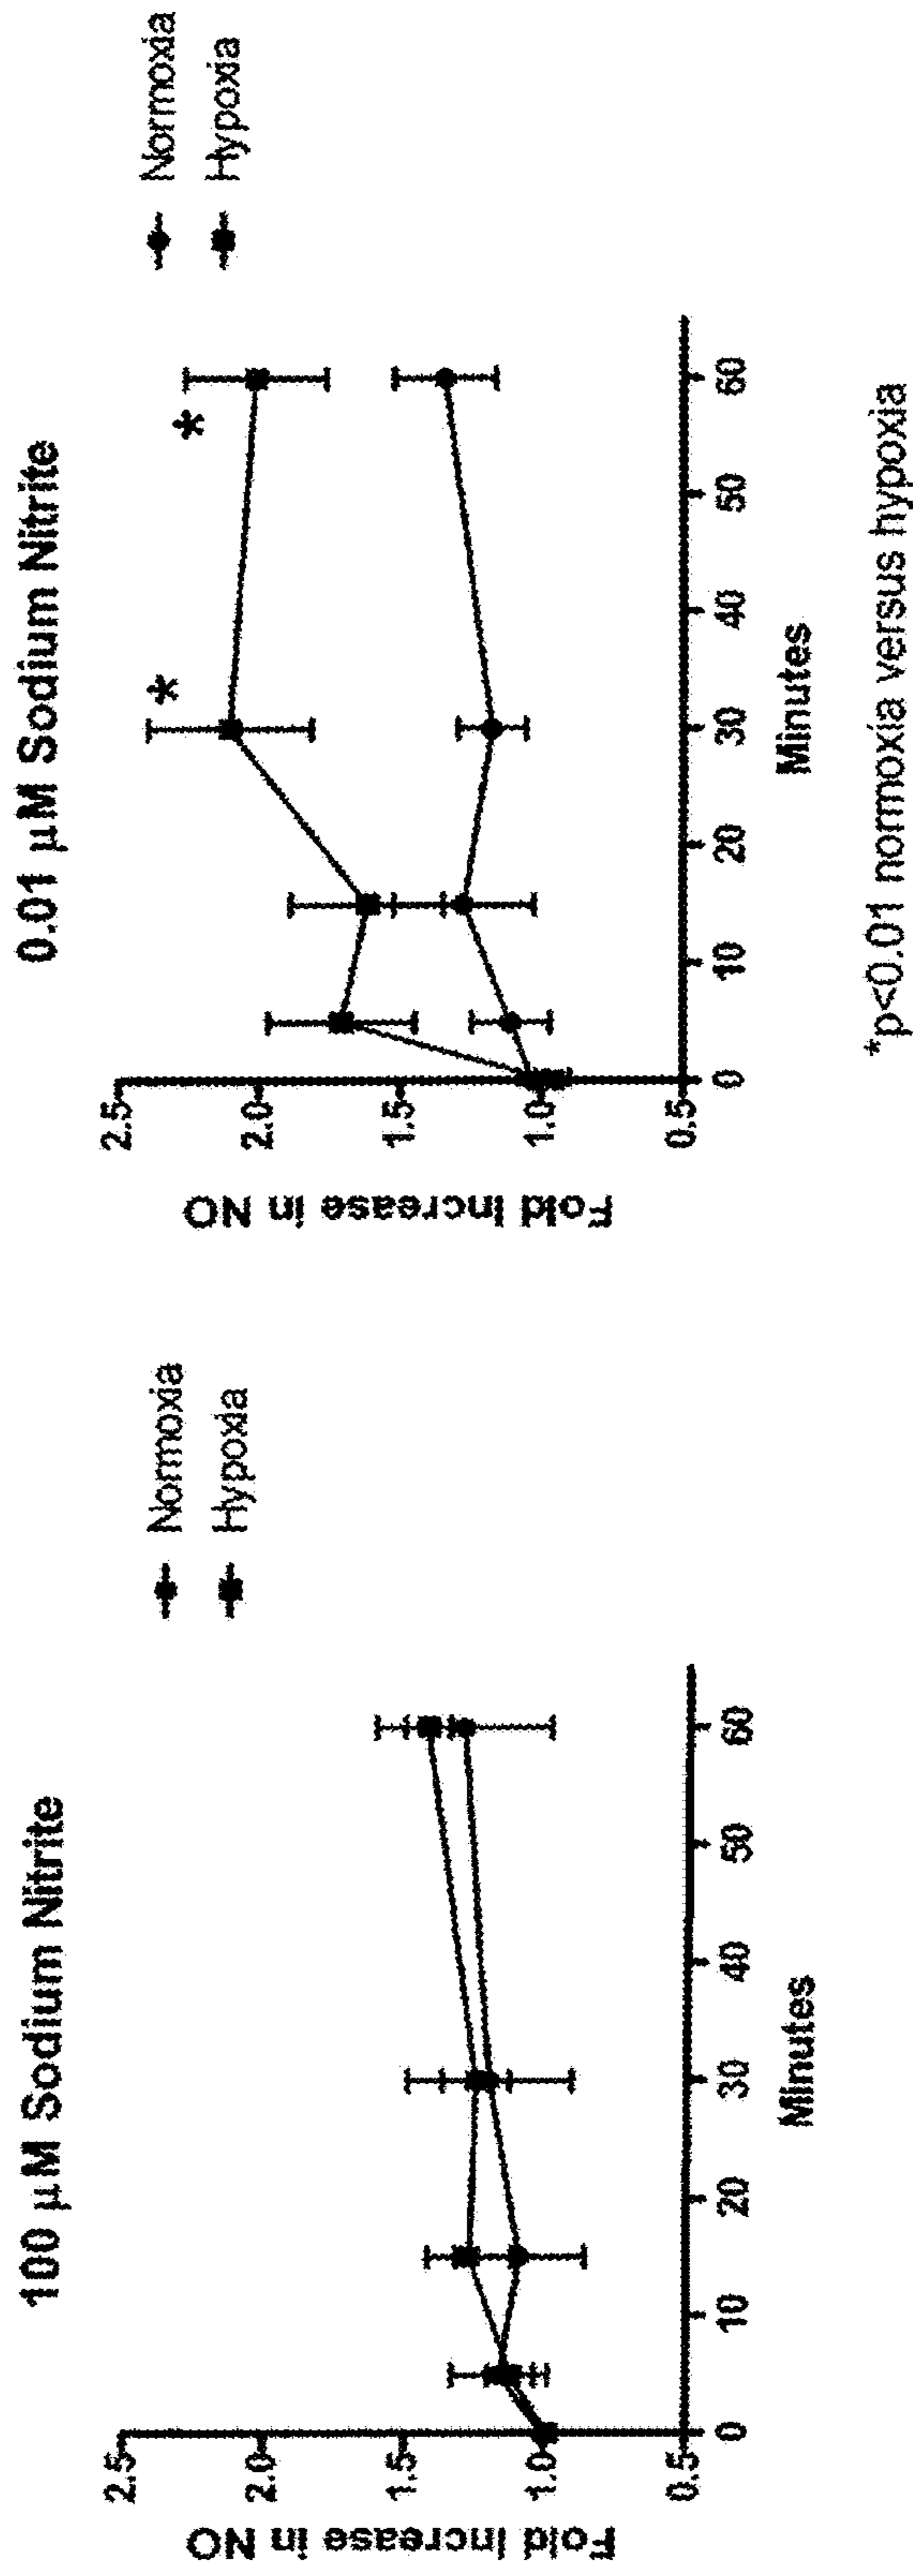 100 µM Sodium Nitrite
Normoxia
Hypoxia
Fold Increase in NO
2.5
2.0
1.5
1.0
0.5
0
10
20
30
40
50
60
Minutes
0.01 µM Sodium Nitrite
Normoxia
Hypoxia
Fold Increase in NO
2.5
2.0
1.5
1.0
0.5
0
10
20
30
40
50
60
*
*
Minutes
*p<0.01 normoxia versus hypoxia